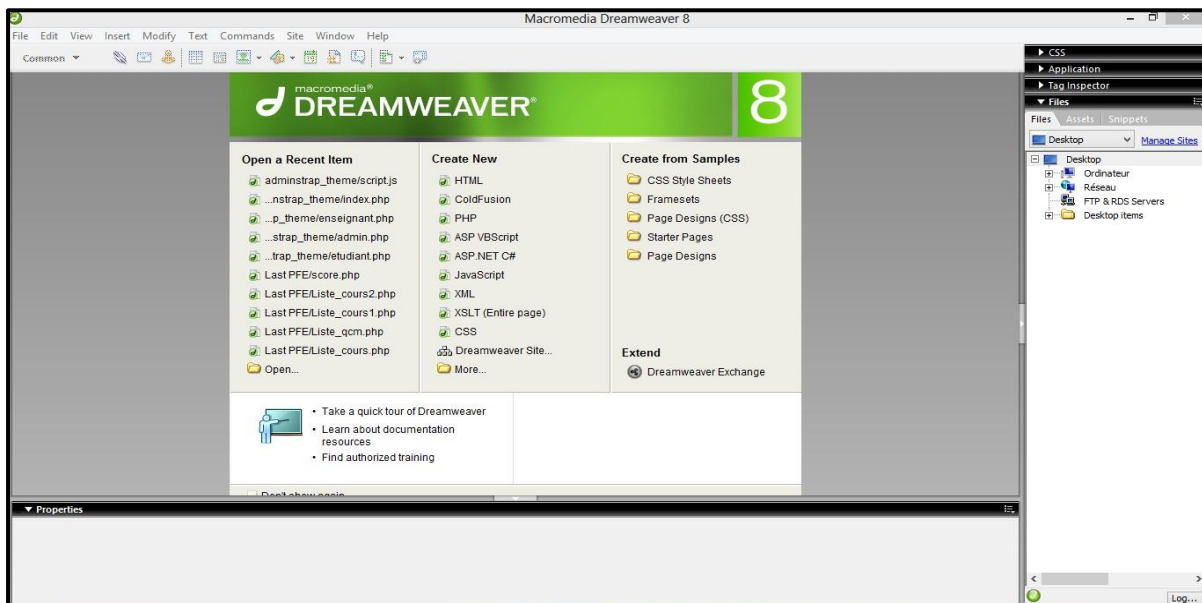 Macromedia Dreamweaver 8
File Edit View Insert Modify Text Commands Site Window Help
Common
macromedia®
DREAMWEAVER®
8
Open a Recent Item
adminstrap_theme/script.js
...nstrap_theme/index.php
...p_theme/enseignant.php
...strap_theme/admin.php
...trap_theme/etudiant.php
Last PFE/score.php
Last PFE/Liste_cours2.php
Last PFE/Liste_cours1.php
Last PFE/Liste_qcm.php
Last PFE/Liste_cours.php
Open...
Create New
HTML
ColdFusion
PHP
ASP VBScript
ASP.NET C#
JavaScript
XML
XSLT (Entire page)
CSS
Dreamweaver Site...
More...
Create from Samples
CSS Style Sheets
Framesets
Page Designs (CSS)
Starter Pages
Page Designs
Extend
Dreamweaver Exchange
• Take a quick tour of Dreamweaver
• Learn about documentation
resources
• Find authorized training
Don't show again
Properties
CSS
Application
Tag Inspector
Files
Files Assets Snippets
Desktop Manage Sites
Desktop
Ordinateur
Réseau
FTP & RDS Servers
Desktop items
Log...